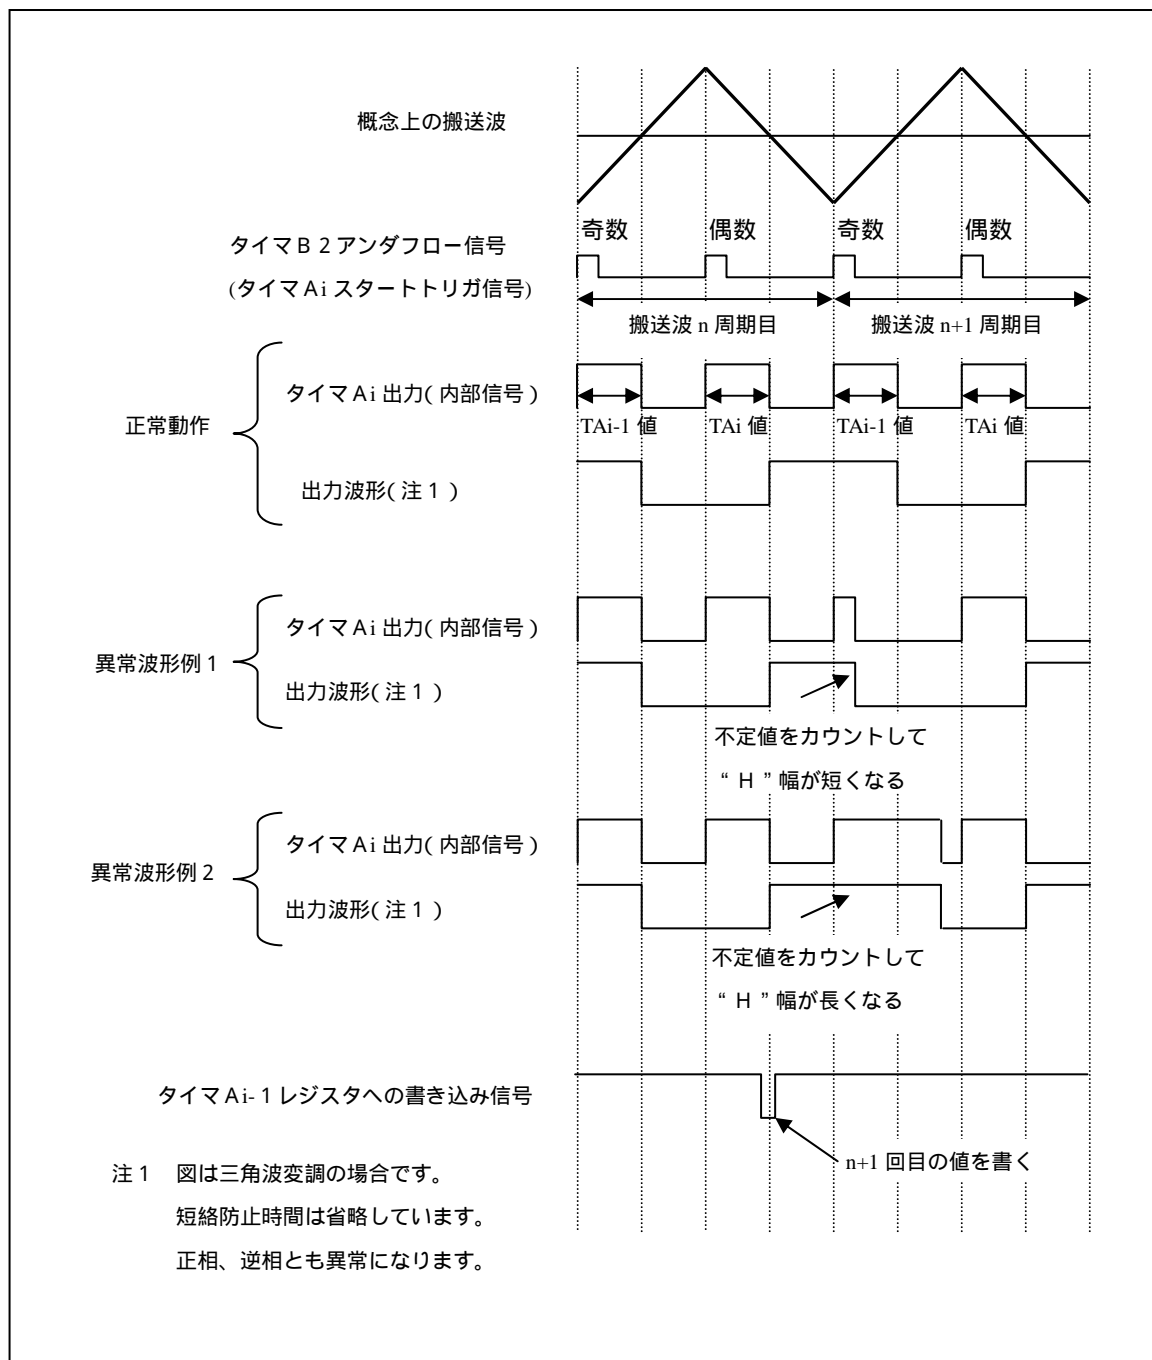 概念上の搬送波
奇数 偶数 奇数 偶数
タイマB2アンダフロー信号
(タイマAiスタートトリガ信号)
搬送波 n 周期目 搬送波 n+1 周期目
正常動作
タイマAi出力(内部信号)
TAi-1 値 TAi 値 TAi-1 値 TAi 値
出力波形(注1)
異常波形例1
タイマAi出力(内部信号)
出力波形(注1)
不定値をカウントして
“H”幅が短くなる
異常波形例2
タイマAi出力(内部信号)
出力波形(注1)
不定値をカウントして
“H”幅が長くなる
タイマAi-1レジスタへの書き込み信号
n+1 回目の値を書く
注1 図は三角波変調の場合です。
短絡防止時間は省略しています。
正相、逆相とも異常になります。